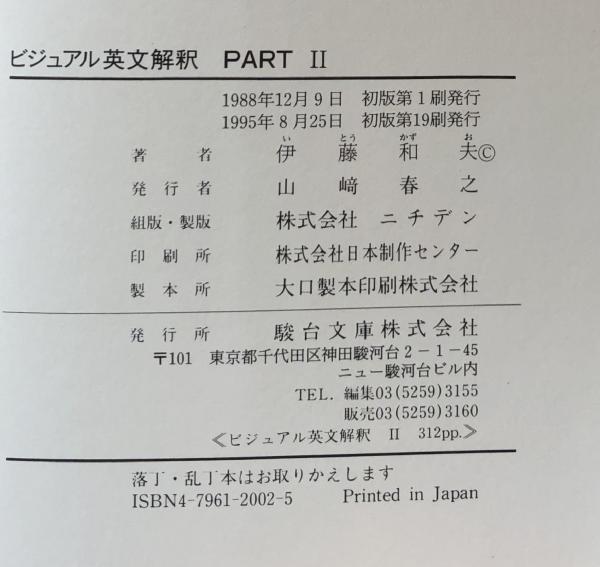 ビジュアル英文解釈 PART II
1988年12月9日 初版第1刷発行
1995年8月25日 初版第19刷発行
い とう かず お
著者 伊藤和夫©
発行者 山﨑春之
組版・製版 株式会社 ニチデン
印刷所 株式会社日本制作センター
製本所 大口製本印刷株式会社
発行所 駿台文庫株式会社
〒101 東京都千代田区神田駿河台2-1-45
ニュー駿河台ビル内
TEL. 編集03(5259)3155
販売03(5259)3160
≪ビジュアル英文解釈 II 312pp.≫
落丁・乱丁本はお取りかえします
ISBN4-7961-2002-5 Printed in Japan